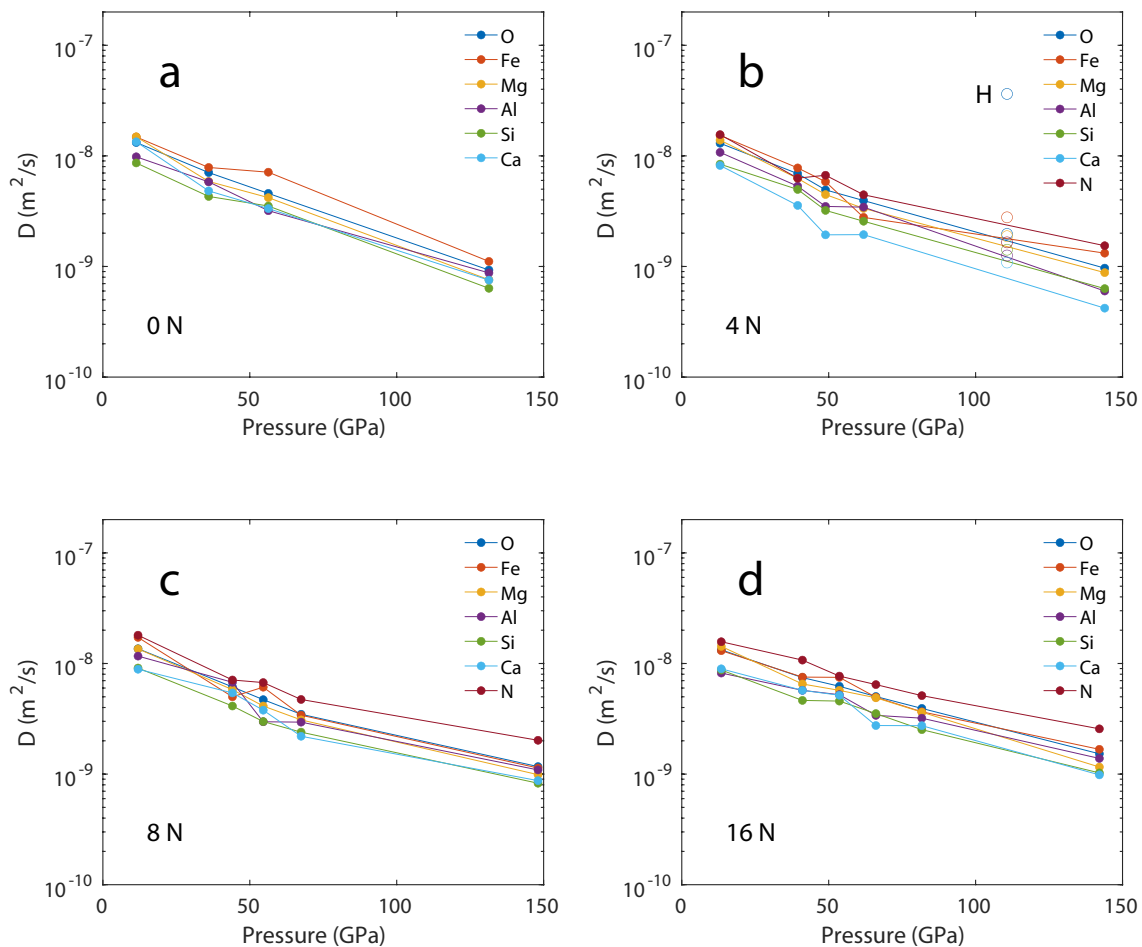 a
10^-7
10^-8
10^-9
10^-10
D (m^2/s)
O
Fe
Mg
Al
Si
Ca
0 N
0
50
100
150
Pressure (GPa)
b
10^-7
10^-8
10^-9
10^-10
D (m^2/s)
H
O
Fe
Mg
Al
Si
Ca
N
4 N
0
50
100
150
Pressure (GPa)
c
10^-7
10^-8
10^-9
10^-10
D (m^2/s)
O
Fe
Mg
Al
Si
Ca
N
8 N
0
50
100
150
Pressure (GPa)
d
10^-7
10^-8
10^-9
10^-10
D (m^2/s)
O
Fe
Mg
Al
Si
Ca
N
16 N
0
50
100
150
Pressure (GPa)